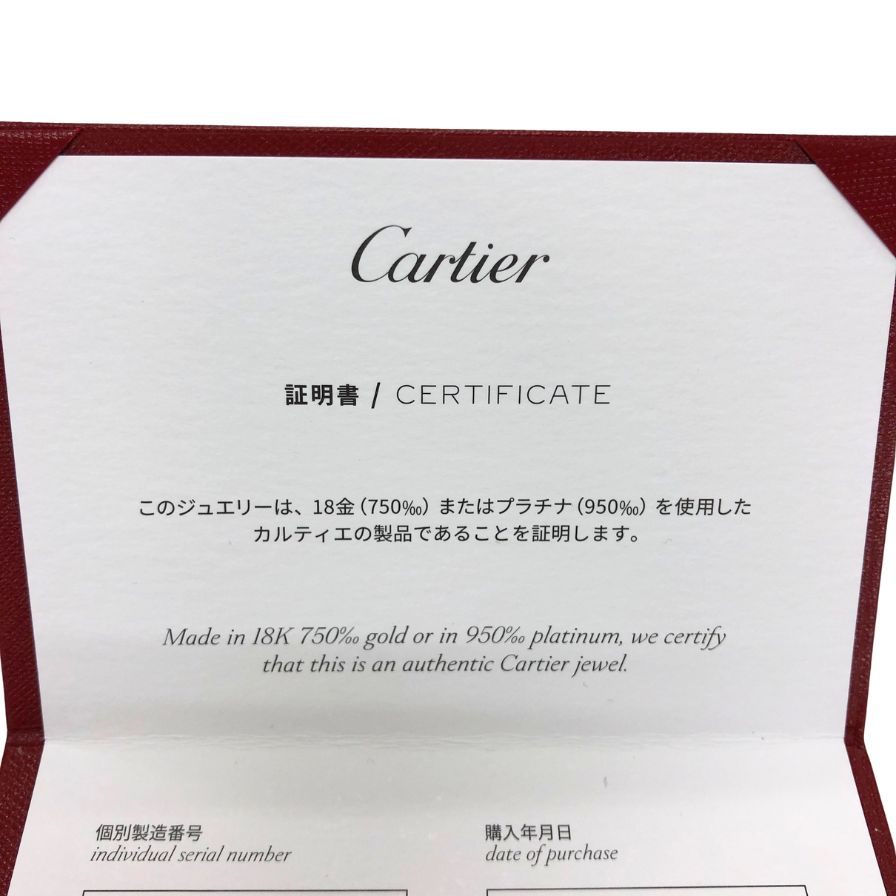 Cartier
証明書 / CERTIFICATE
このジュエリーは、18金（750‰）またはプラチナ（950‰）を使用した
カルティエの製品であることを証明します。
Made in 18K 750‰ gold or in 950‰ platinum, we certify
that this is an authentic Cartier jewel.
個別製造番号
individual serial number
購入年月日
date of purchase